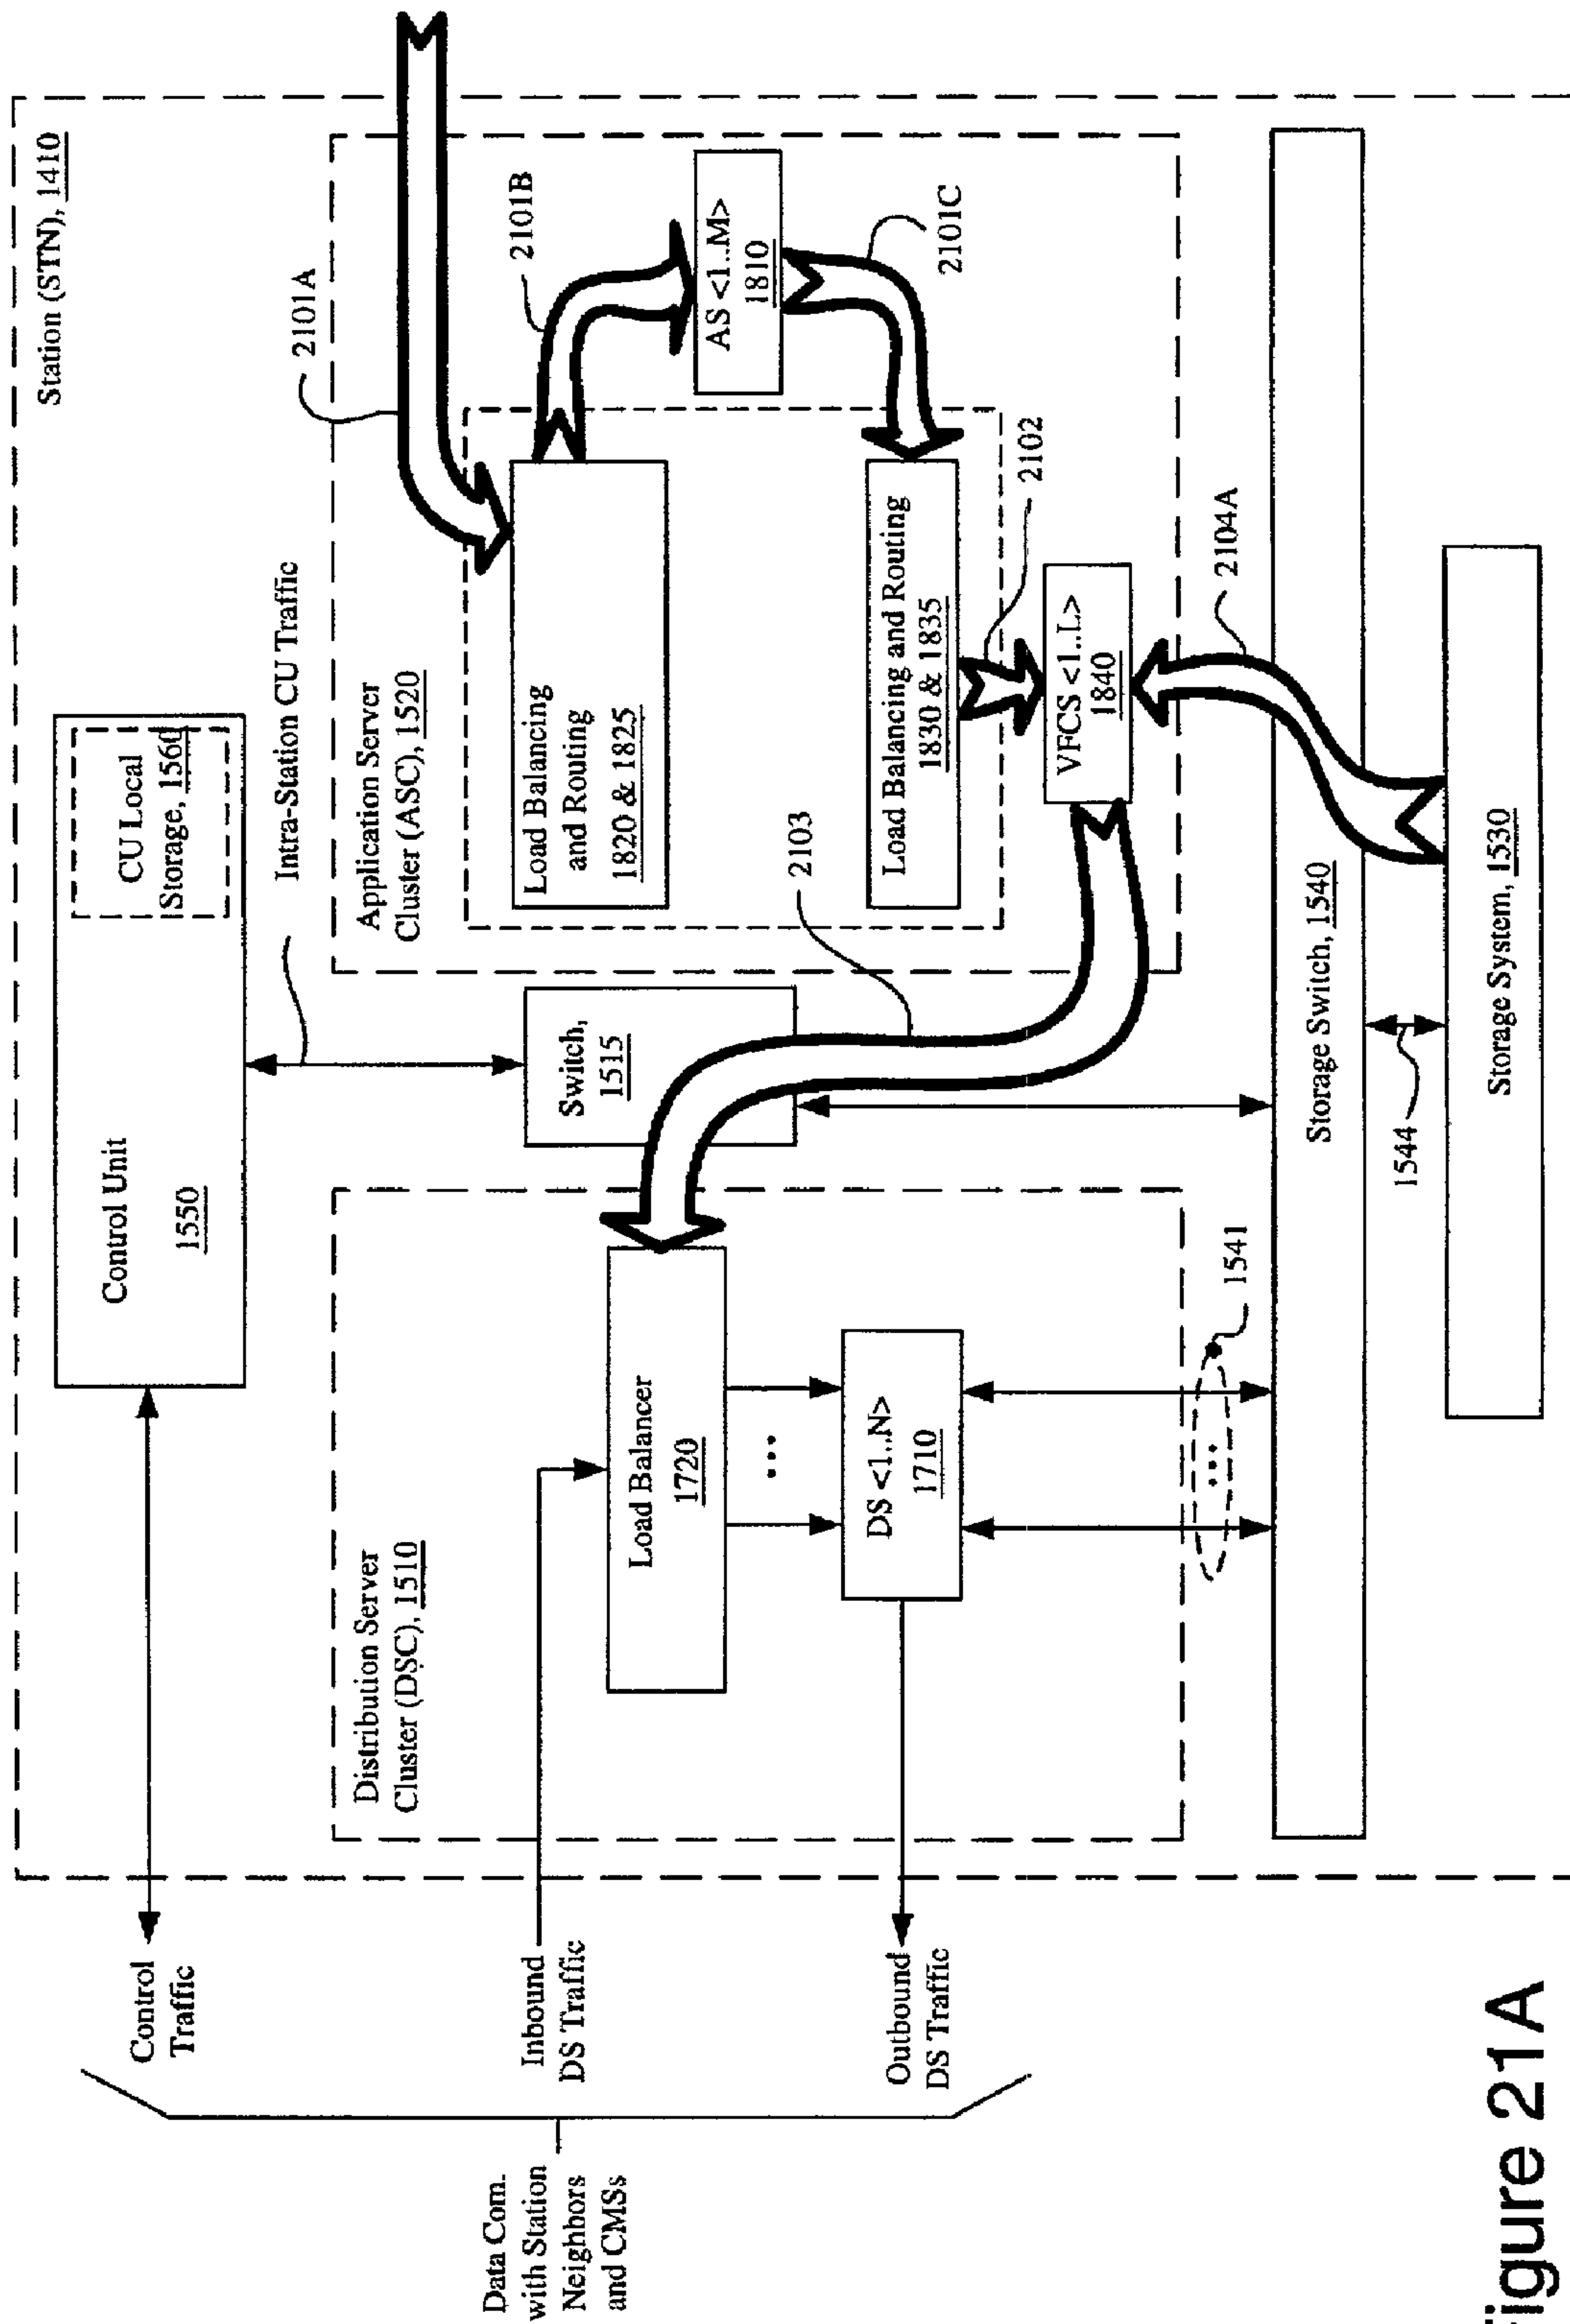 Station (STN), 1410
Control Unit
1550
CU Local
Storage, 1560
Control
Traffic
Intra-Station CU Traffic
2101A
Distribution Server
Cluster (DSC), 1510
Application Server
Cluster (ASC), 1520
Data Com.
with Station
Neighbors
and CMSs
Inbound
DS Traffic
Load Balancer
1720
...
DS <1..N>
1710
Outbound
DS Traffic
Switch,
1515
Load Balancing
and Routing
1820 & 1825
2101B
AS <1..M>
1810
2101C
Load Balancing and Routing
1830 & 1835
2102
2103
VFCS <1..L>
1840
2104A
...
1541
Storage Switch, 1540
1544
Storage System, 1530
Figure 21A